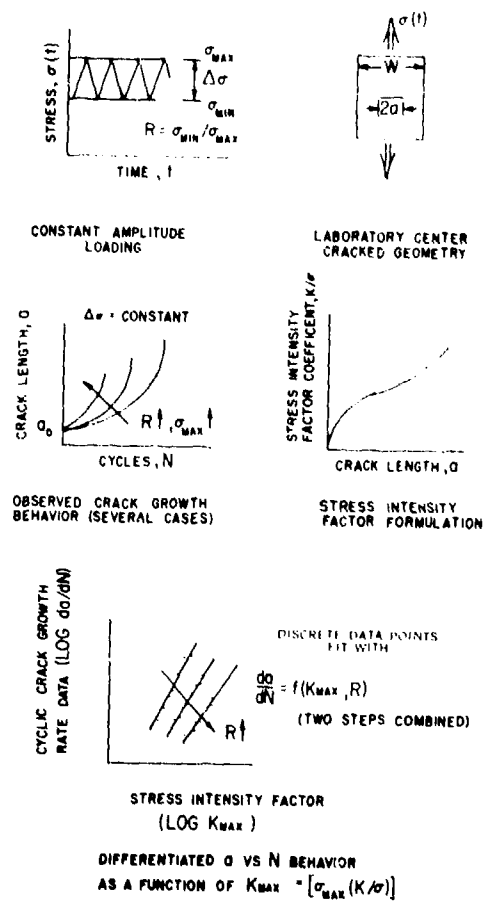 STRESS, σ(t)
σMAX
Δσ
σMIN
R = σMIN/σMAX
TIME, t
CONSTANT AMPLITUDE
LOADING
σ(t)
W
2a
LABORATORY CENTER
CRACKED GEOMETRY
CRACK LENGTH, a
Δσ = CONSTANT
a₀
R↑, σMAX↑
CYCLES, N
OBSERVED CRACK GROWTH
BEHAVIOR (SEVERAL CASES)
STRESS INTENSITY
FACTOR COEFFICENT, K/σ
CRACK LENGTH, a
STRESS INTENSITY
FACTOR FORMULATION
CYCLIC CRACK GROWTH
RATE DATA (LOG da/dN)
DISCRETE DATA POINTS
FIT WITH
da/dN = f(KMAX, R)
(TWO STEPS COMBINED)
R↑
STRESS INTENSITY FACTOR
(LOG KMAX)
DIFFERENTIATED a VS N BEHAVIOR
AS A FUNCTION OF KMAX = [σMAX (K/σ)]